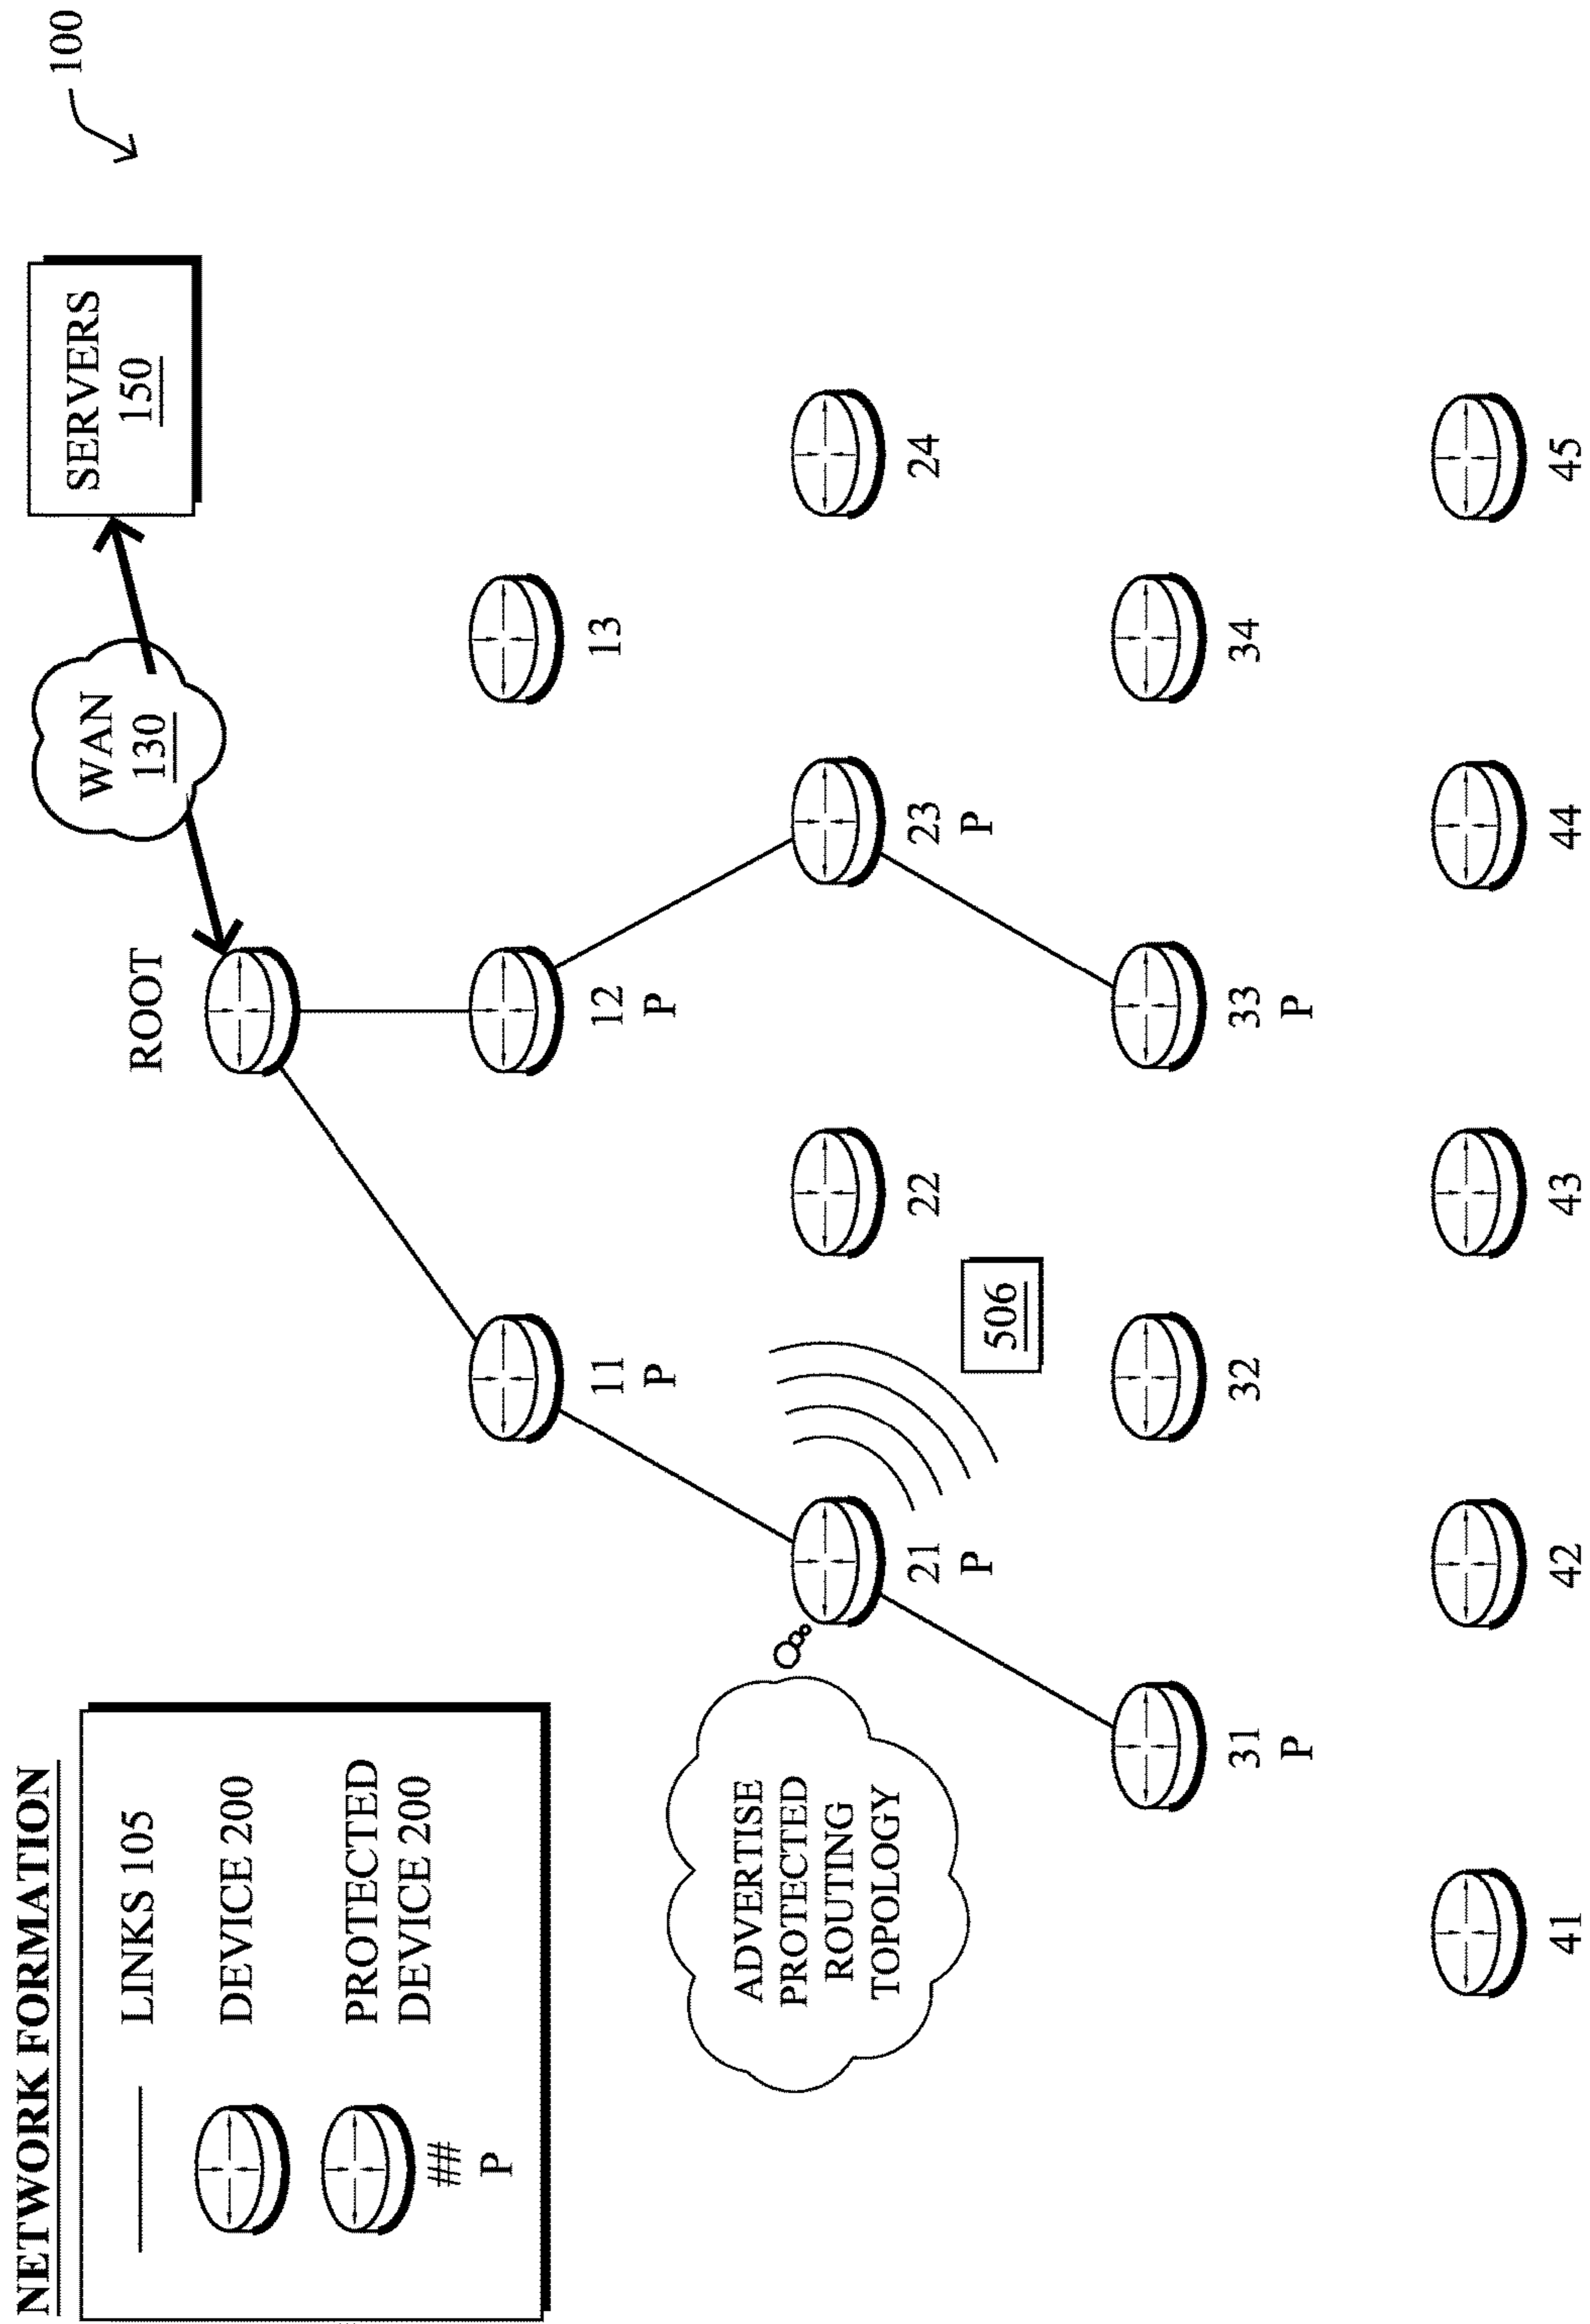 NETWORK FORMATION
LINKS 105
DEVICE 200
##
P
PROTECTED
DEVICE 200
100
SERVERS
150
WAN
130
ROOT
11
P
12
P
13
ADVERTISE
PROTECTED
ROUTING
TOPOLOGY
21
P
22
23
P
24
506
31
P
32
33
P
34
41
42
43
44
45